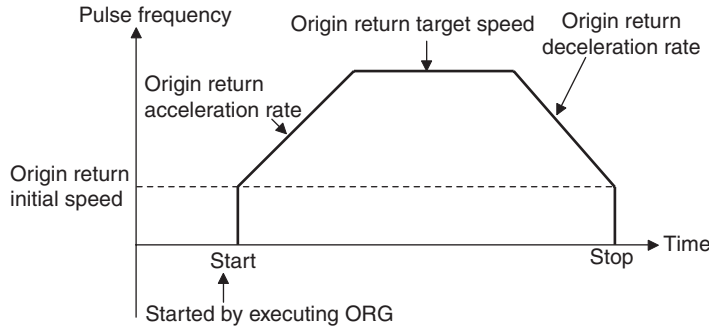 Pulse frequency
Origin return target speed
Origin return
deceleration rate
Origin return
acceleration rate
Origin return
initial speed
Time
Start
Stop
Started by executing ORG